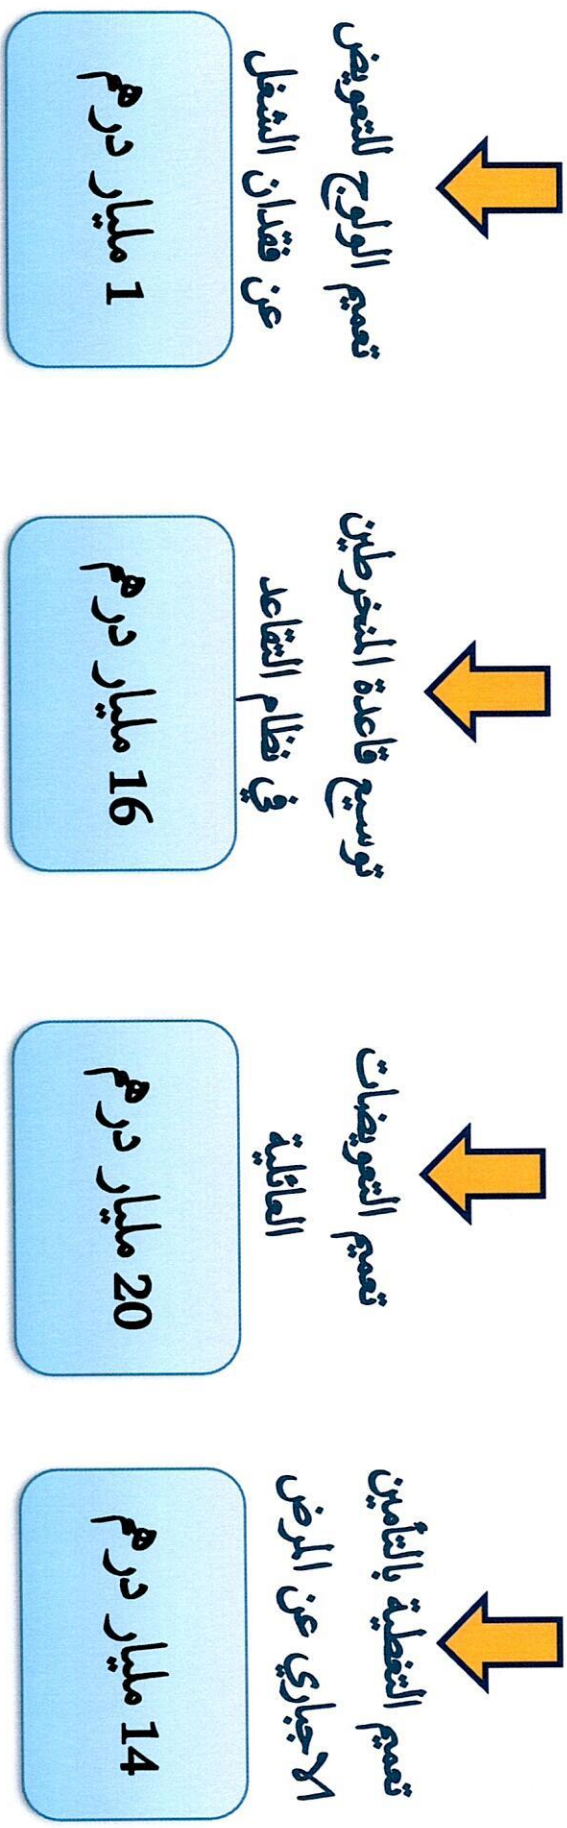 تعميم التغطية بالتأمين
الاجباري عن المرض
14 مليار درهم
تعميم التعويضات
العائلية
20 مليار درهم
توسيع قاعدة المنخرطين
في نظام التقاعد
16 مليار درهم
تعميم الولوج للتعويض
عن فقدان الشغل
1 مليار درهم